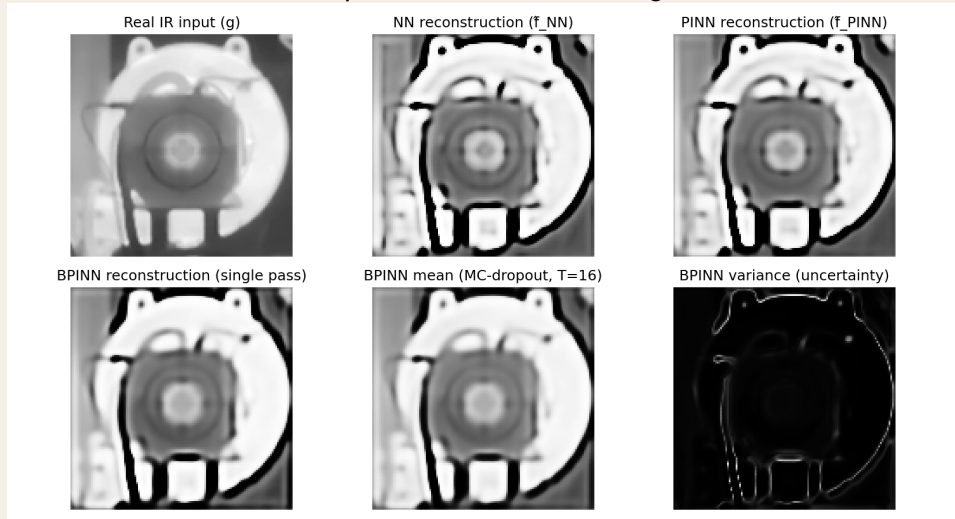 Real IR input (g)
NN reconstruction (f̂_NN)
PINN reconstruction (f̂_PINN)
BPINN reconstruction (single pass)
BPINN mean (MC-dropout, T=16)
BPINN variance (uncertainty)